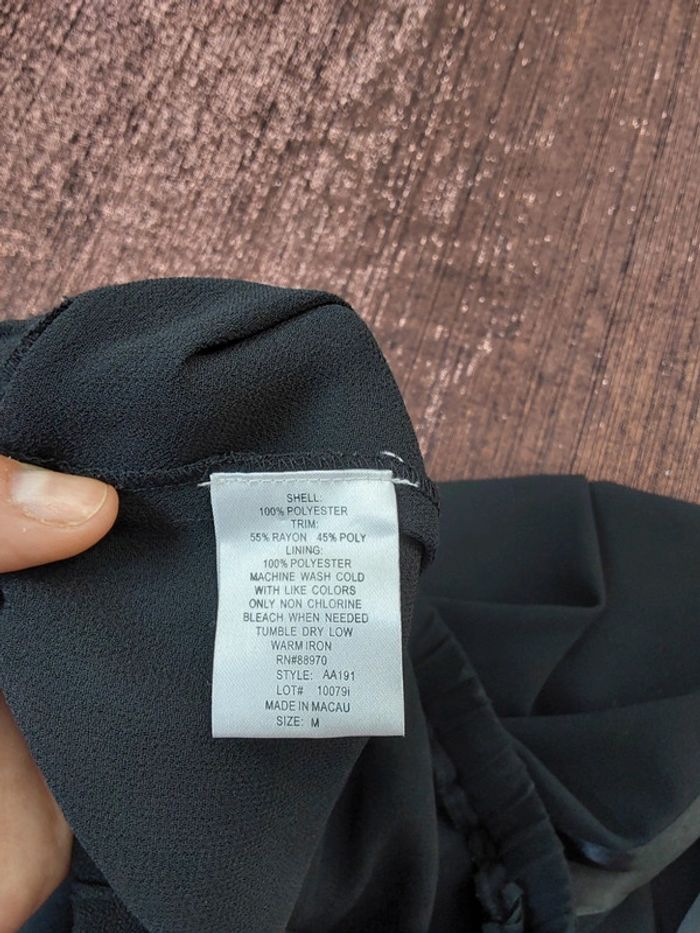 SHELL:
100% POLYESTER
TRIM:
55% RAYON 45% POLY
LINING:
100% POLYESTER
MACHINE WASH COLD
WITH LIKE COLORS
ONLY NON CHLORINE
BLEACH WHEN NEEDED
TUMBLE DRY LOW
WARM IRON
RN#88970
STYLE: AA191
LOT# 10079i
MADE IN MACAU
SIZE: M